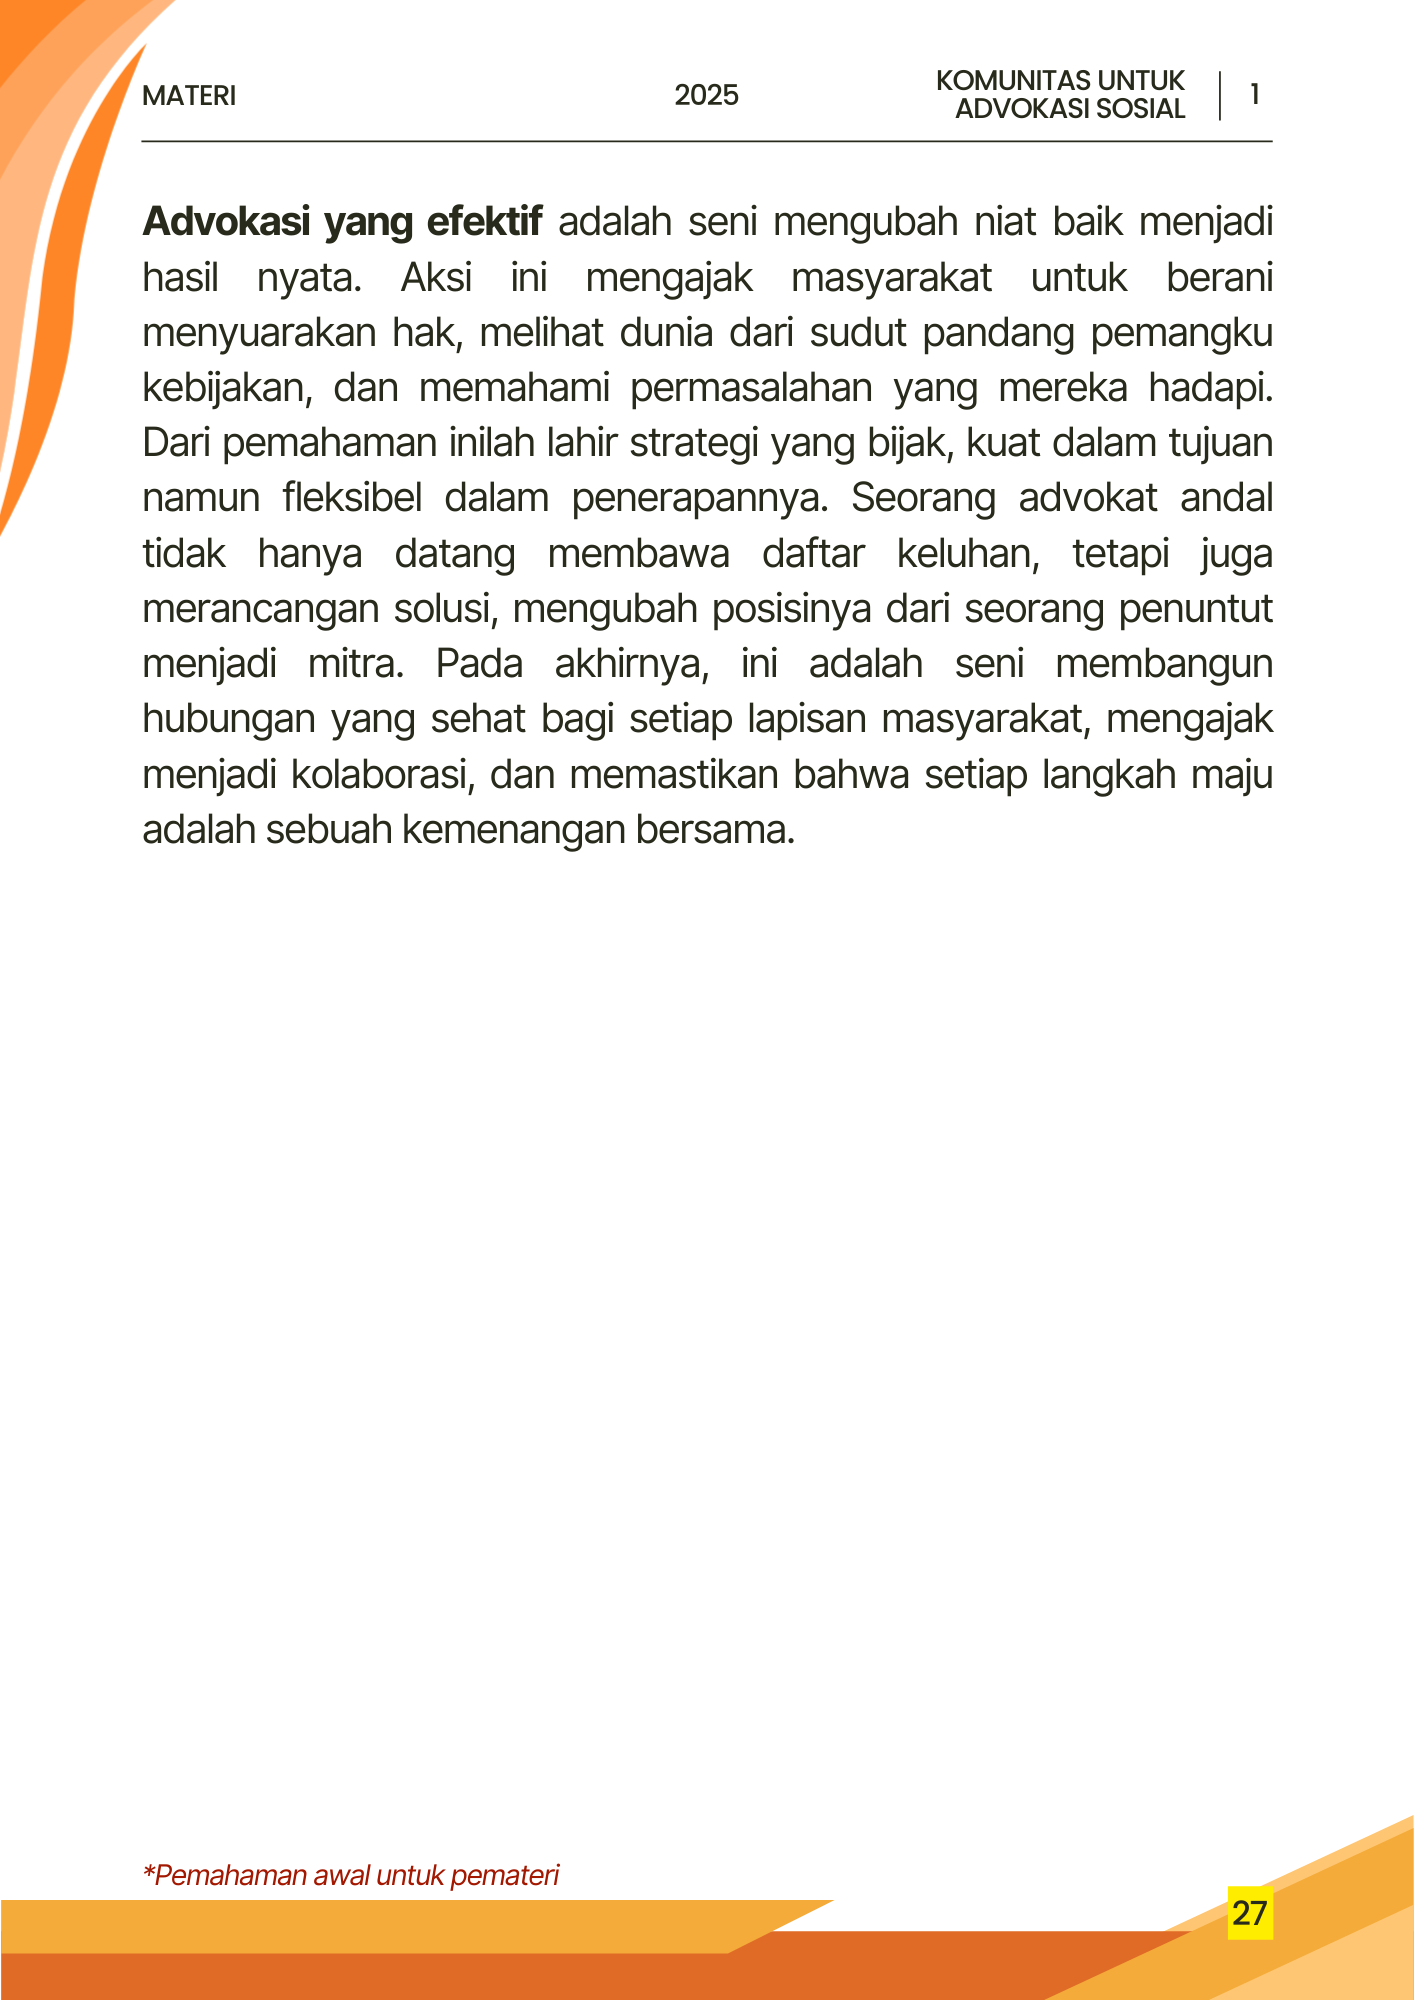 MATERI
2025
KOMUNITAS UNTUK
ADVOKASI SOSIAL
1
Advokasi yang efektif adalah seni mengubah niat baik menjadi
hasil nyata. Aksi ini mengajak masyarakat untuk berani
menyuarakan hak, melihat dunia dari sudut pandang pemangku
kebijakan, dan memahami permasalahan yang mereka hadapi.
Dari pemahaman inilah lahir strategi yang bijak, kuat dalam tujuan
namun fleksibel dalam penerapannya. Seorang advokat andal
tidak hanya datang membawa daftar keluhan, tetapi juga
merancangan solusi, mengubah posisinya dari seorang penuntut
menjadi mitra. Pada akhirnya, ini adalah seni membangun
hubungan yang sehat bagi setiap lapisan masyarakat, mengajak
menjadi kolaborasi, dan memastikan bahwa setiap langkah maju
adalah sebuah kemenangan bersama.
*Pemahaman awal untuk pemateri
27